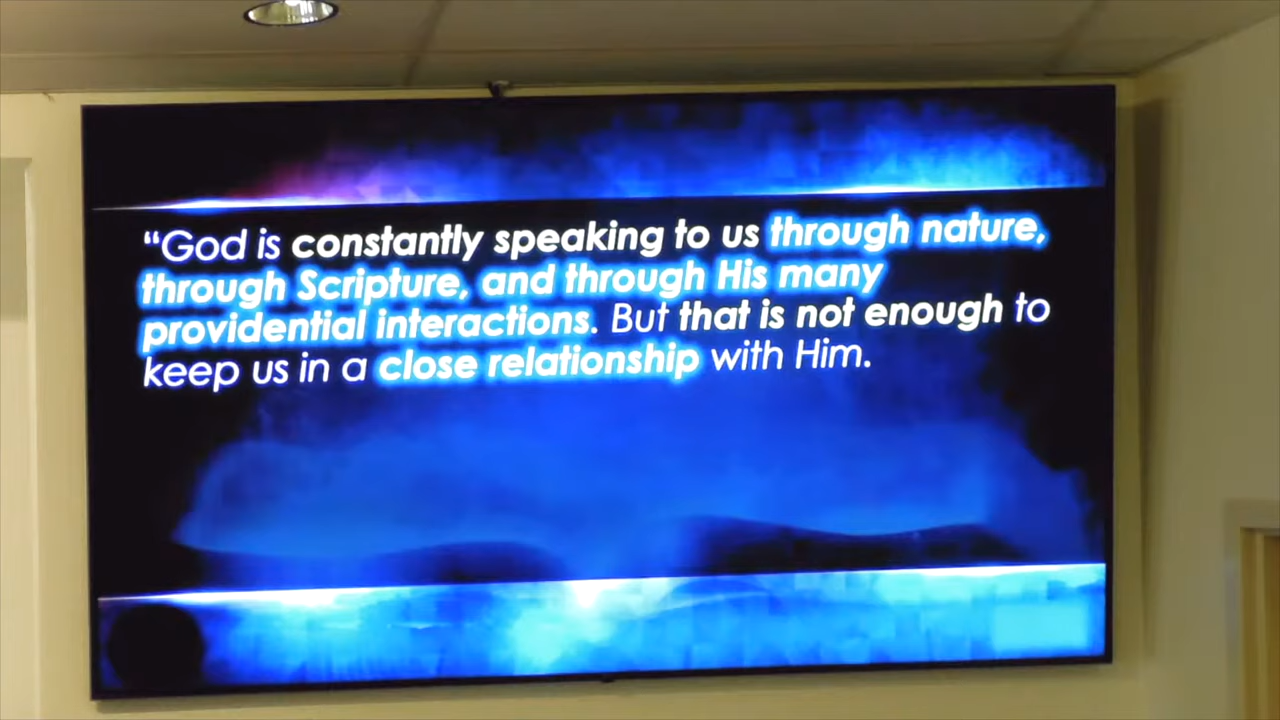 “God is constantly speaking to us through nature,
through Scripture, and through His many
providential interactions. But that is not enough to
keep us in a close relationship with Him.